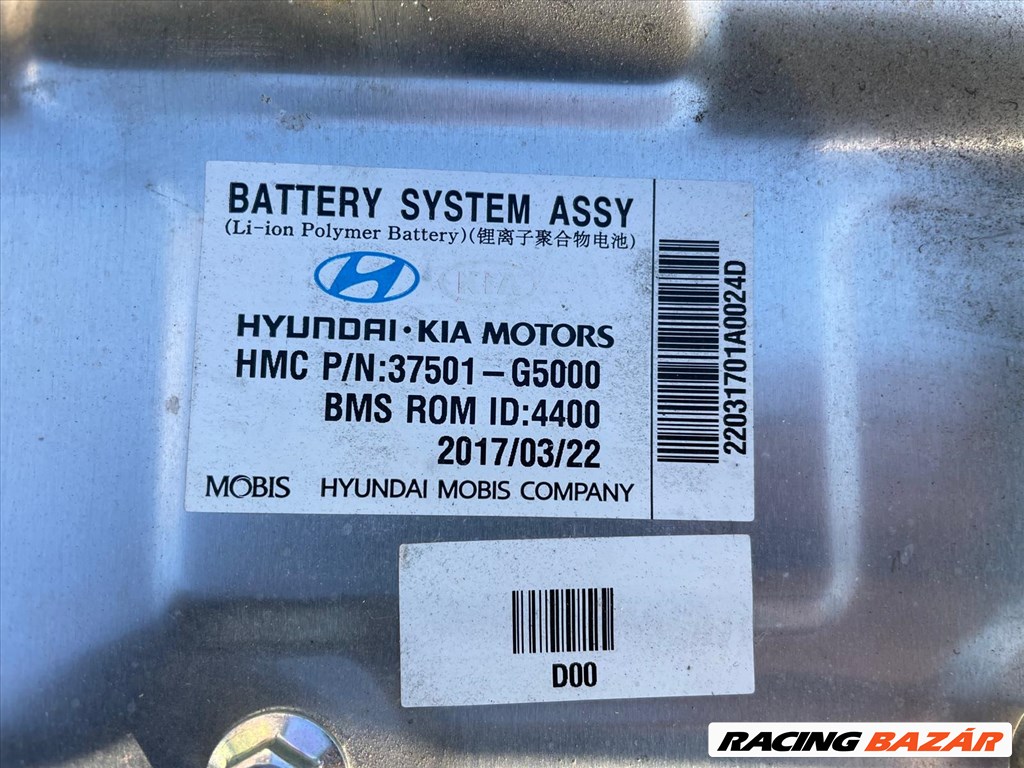 BATTERY SYSTEM ASSY
(Li-ion Polymer Battery)(锂离子聚合物电池)
KIA
HYUNDAI · KIA MOTORS
HMC P/N:37501-G5000
BMS ROM ID:4400
2017/03/22
MOBIS HYUNDAI MOBIS COMPANY
22031701A0024D
D00
RACING BAZÁR